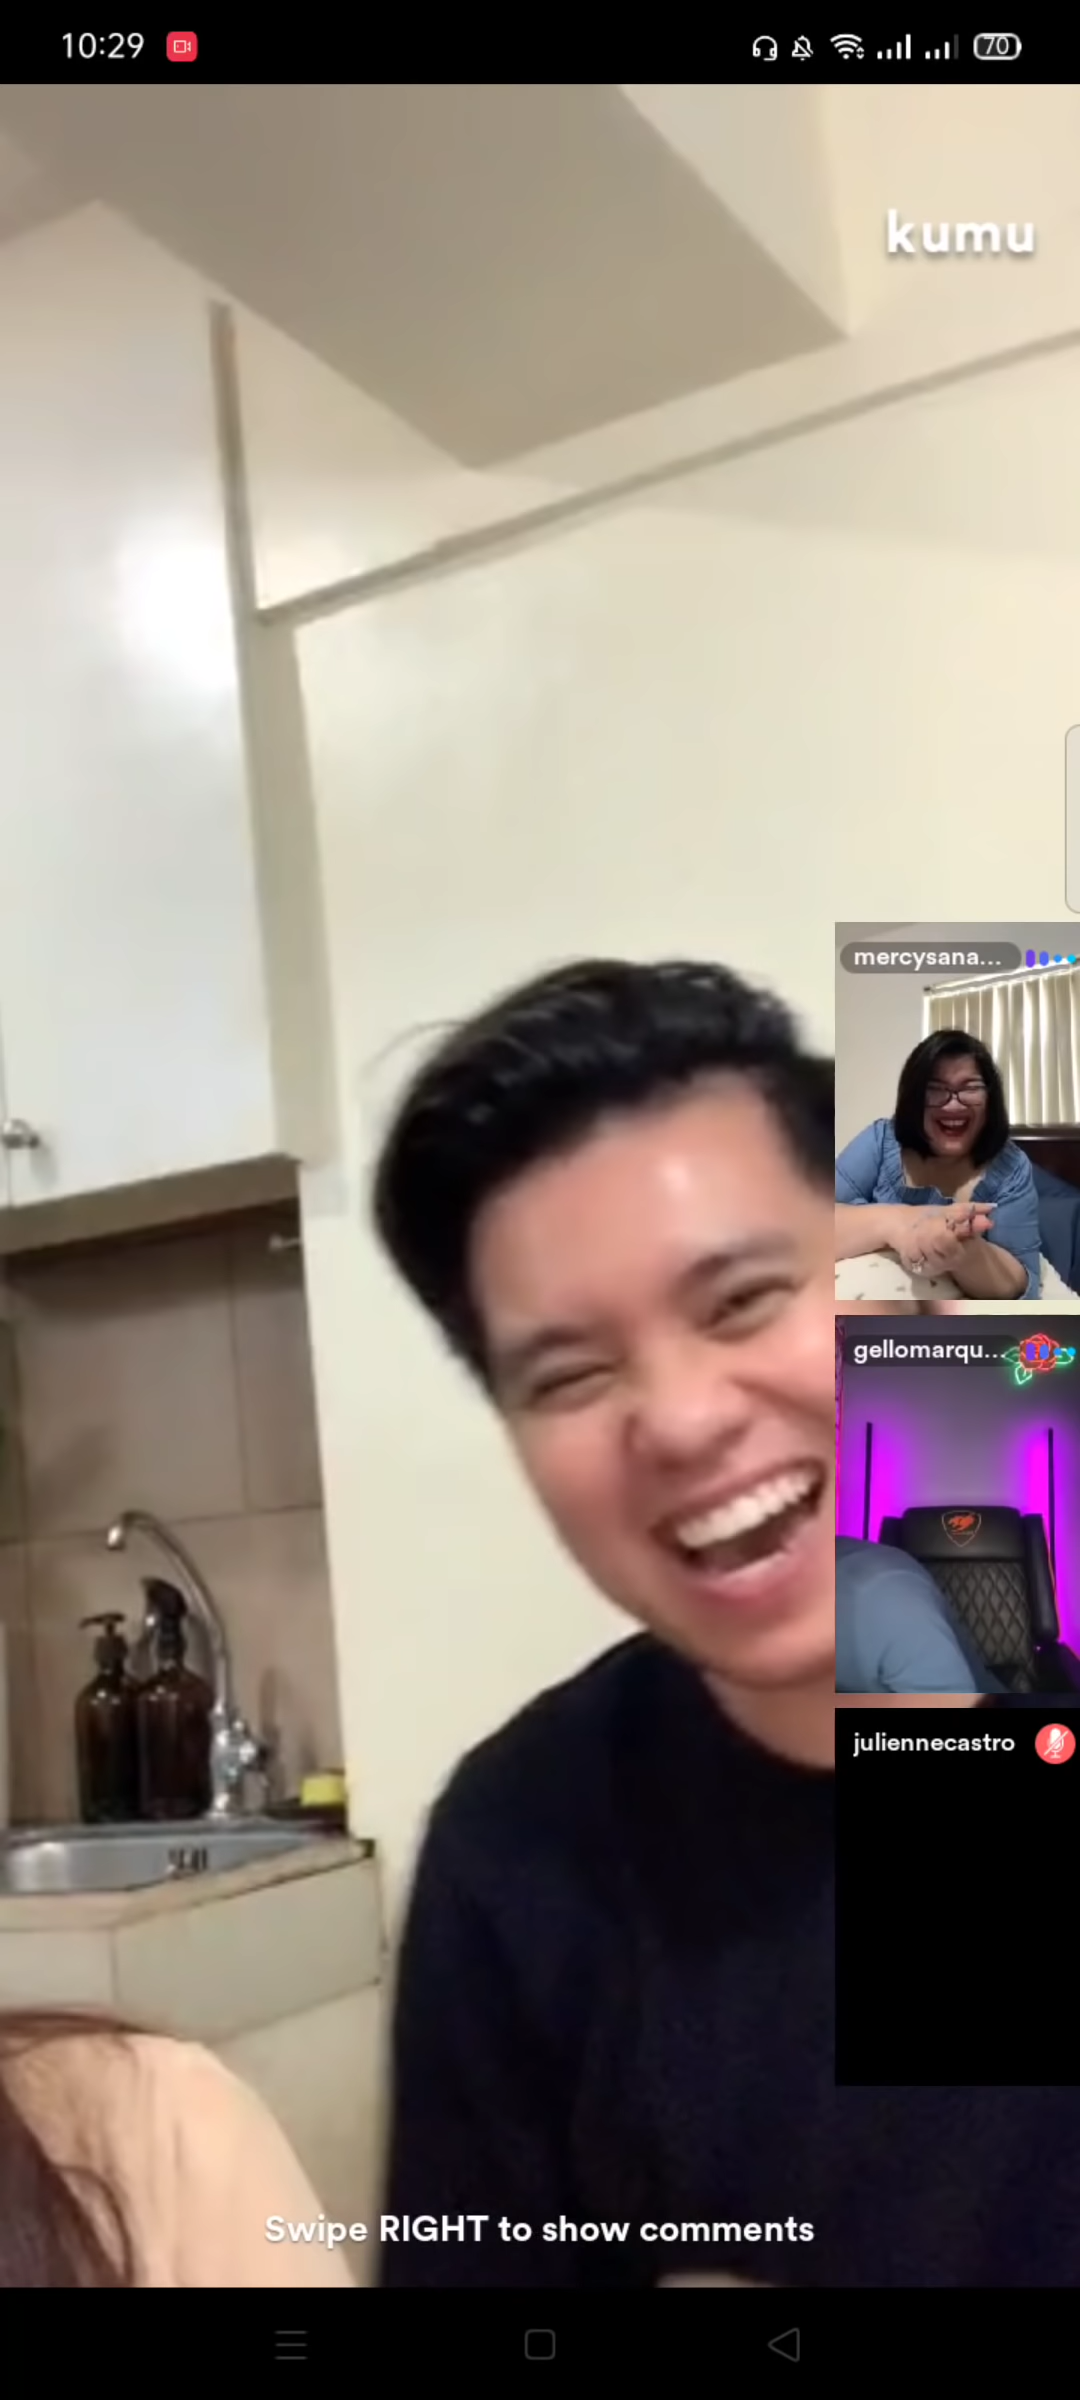 10:29
70
kumu
mercysana...
gellomarqu...
juliennecastro
Swipe RIGHT to show comments